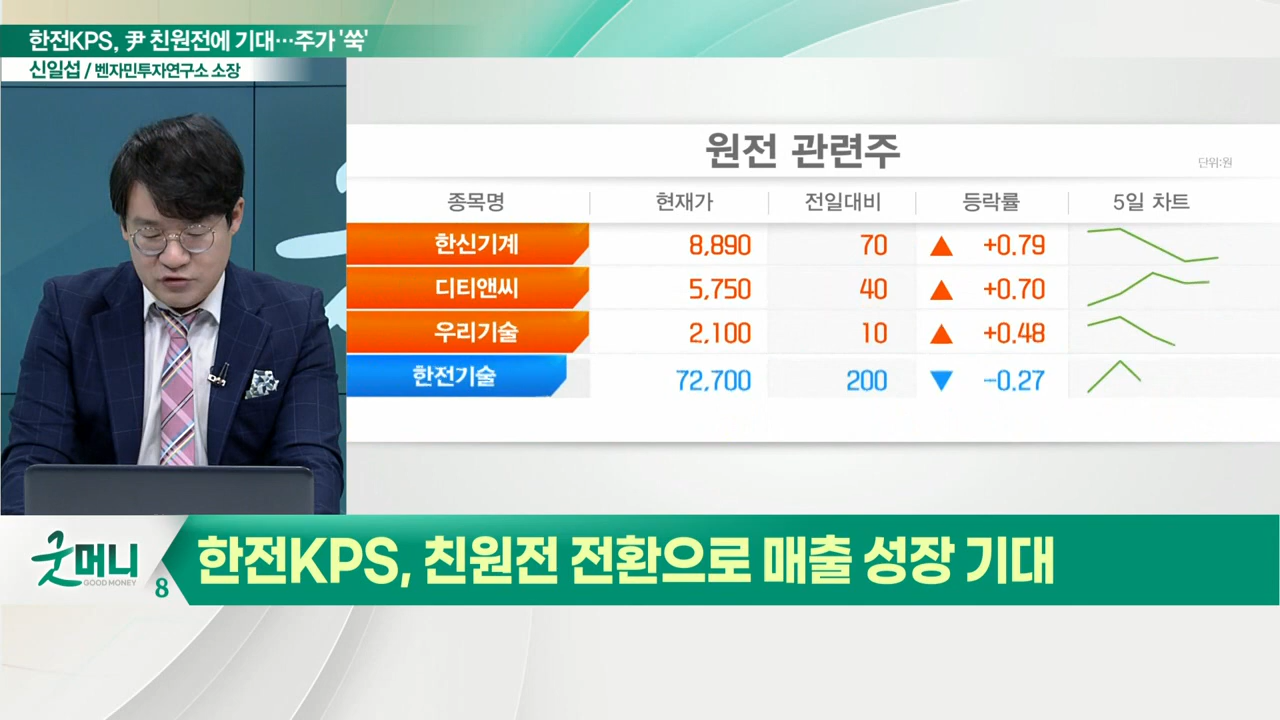 한전KPS, 尹 친원전에 기대…주가 '쑥'
신일섭 / 벤자민투자연구소 소장
원전 관련주
단위:원
종목명 현재가 전일대비 등락률 5일 차트
한신기계 8,890 70 ▲ +0.79
디티앤씨 5,750 40 ▲ +0.70
우리기술 2,100 10 ▲ +0.48
한전기술 72,700 200 ▼ -0.27
굿머니
GOOD MONEY
8
한전KPS, 친원전 전환으로 매출 성장 기대